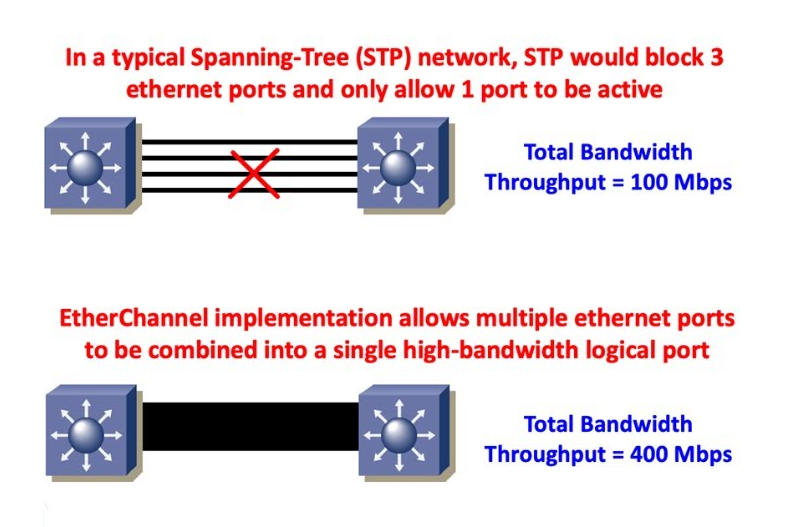 In a typical Spanning-Tree (STP) network, STP would block 3
ethernet ports and only allow 1 port to be active
Total Bandwidth
Throughput = 100 Mbps
EtherChannel implementation allows multiple ethernet ports
to be combined into a single high-bandwidth logical port
Total Bandwidth
Throughput = 400 Mbps